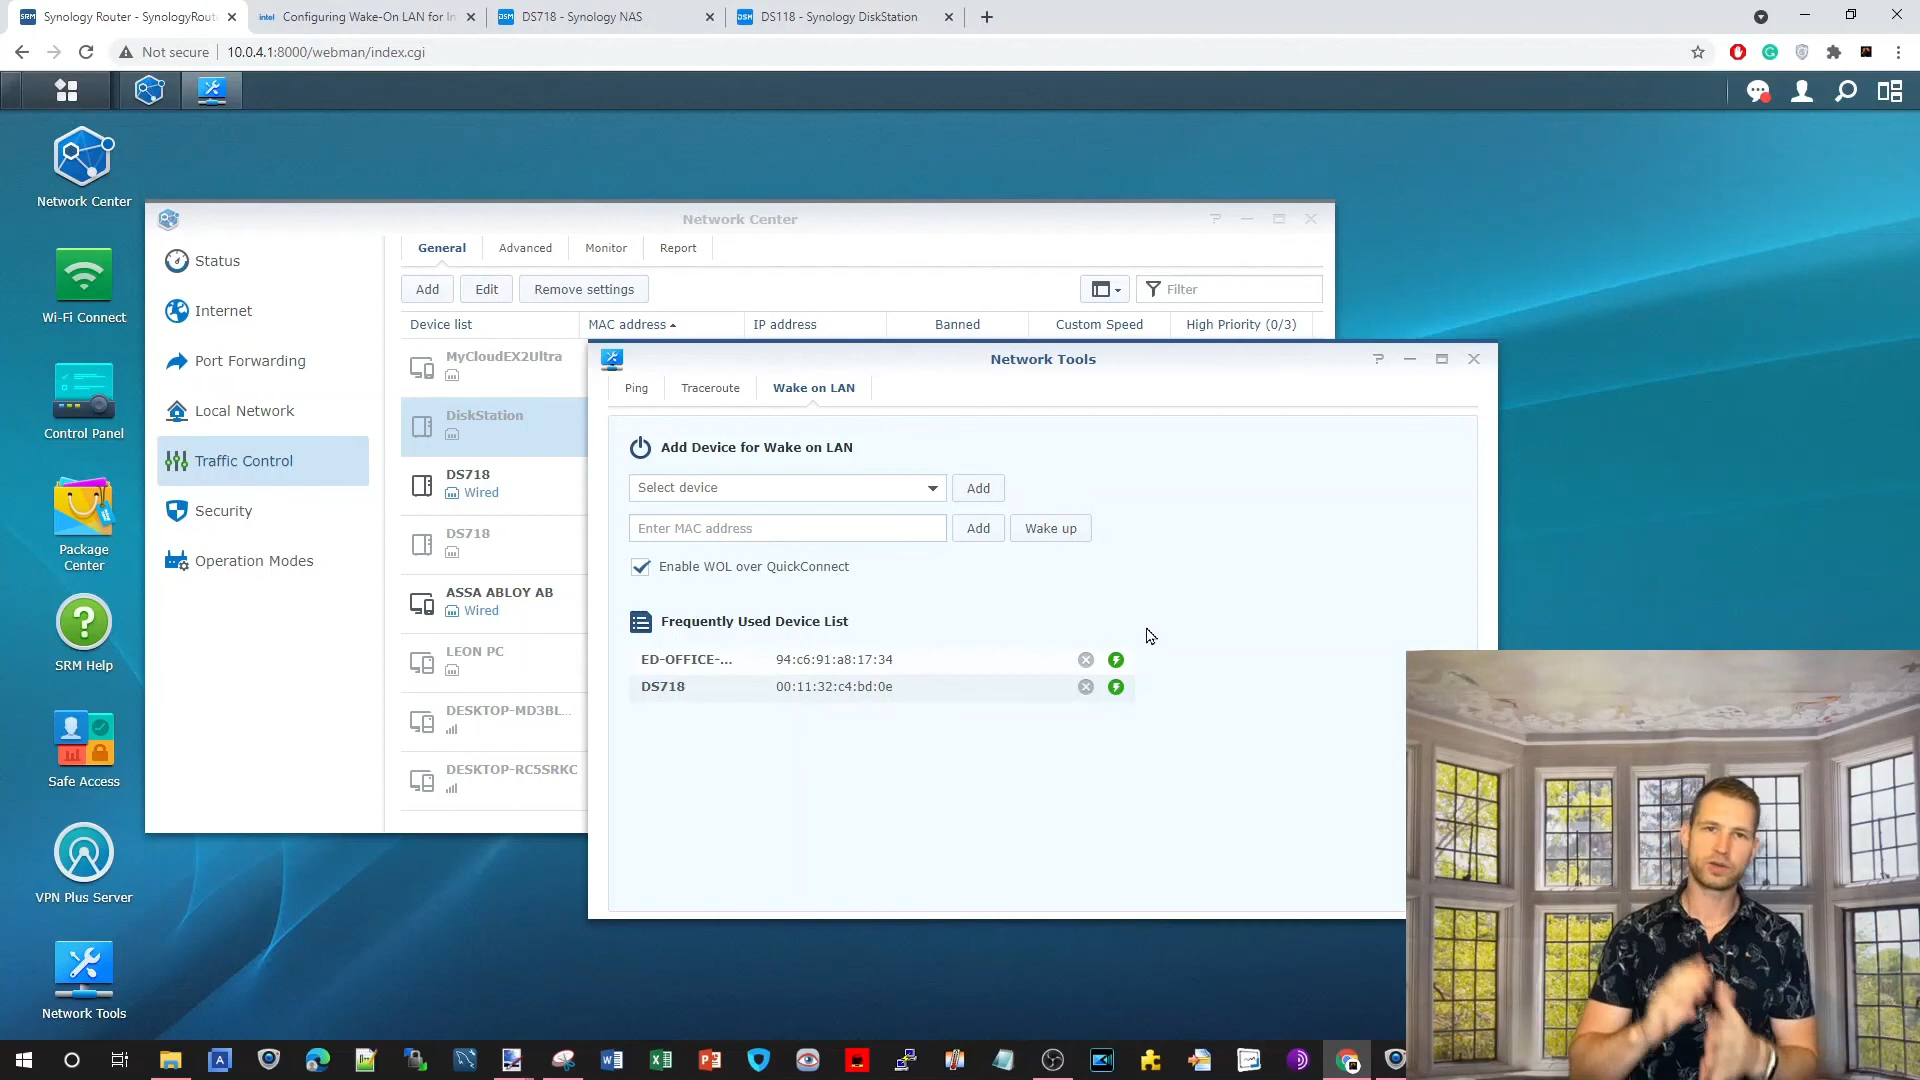 SRM Synology Router - SynologyRout
intel Configuring Wake-On LAN for In
DSM DS718 - Synology NAS
DSM DS118 - Synology DiskStation
Not secure 10.0.4.1:8000/webman/index.cgi
Network Center
Wi-Fi Connect
Control Panel
Package
Center
SRM Help
Safe Access
VPN Plus Server
Network Tools
Network Center
Status
Internet
Port Forwarding
Local Network
Traffic Control
Security
Operation Modes
General Advanced Monitor Report
Add Edit Remove settings Filter
Device list MAC address IP address Banned Custom Speed High Priority (0/3)
MyCloudEX2Ultra
DiskStation
DS718
Wired
DS718
ASSA ABLOY AB
Wired
LEON PC
DESKTOP-MD3BL...
DESKTOP-RC5SRKC
Network Tools
Ping Traceroute Wake on LAN
Add Device for Wake on LAN
Select device Add
Enter MAC address Add Wake up
Enable WOL over QuickConnect
Frequently Used Device List
ED-OFFICE-... 94:c6:91:a8:17:34
DS718 00:11:32:c4:bd:0e